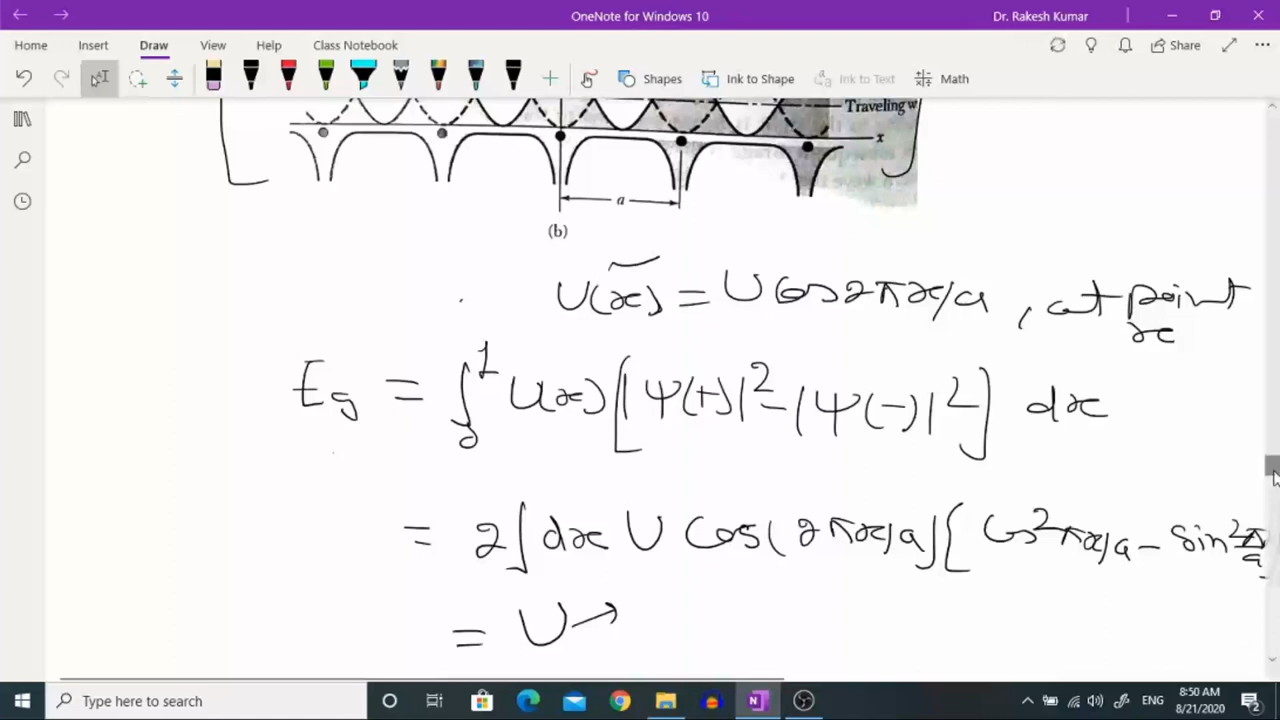 OneNote for Windows 10
Dr. Rakesh Kumar
Home Insert Draw View Help Class Notebook
Share
Shapes Ink to Shape Ink to Text Math
Traveling w
x
a
(b)
U(x) = U Cos 2πx/a , at point x
Eg = ∫₀¹ U(x) [|ψ(+)|² - |ψ(-)|²] dx
= 2∫ dx U Cos(2πx/a) [Cos²πx/a - Sin²π/a
= U →
Type here to search
ENG
8:50 AM
8/21/2020
2